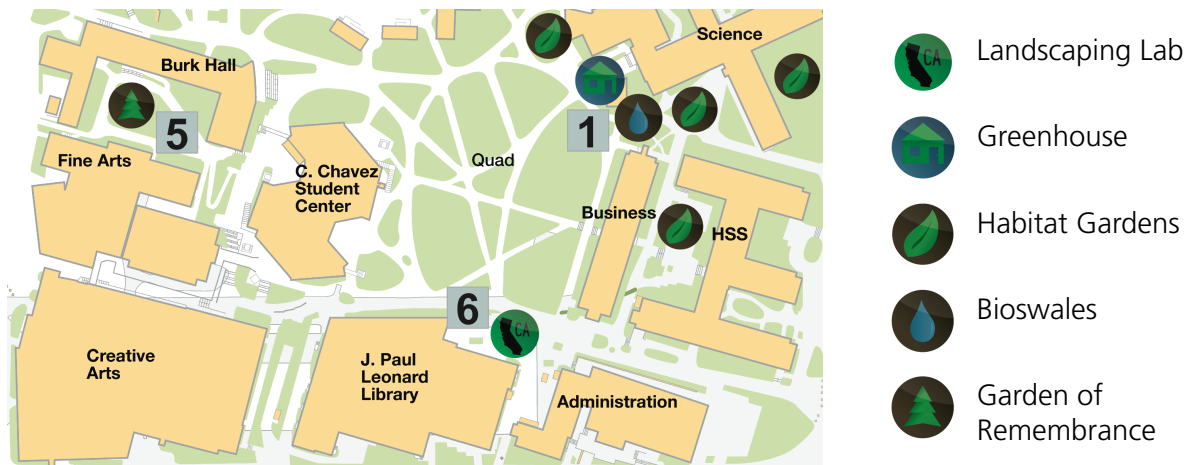 Science
Burk Hall
5
1
Fine Arts
Quad
C. Chavez
Student
Center
Business
HSS
6
CA
Creative
Arts
J. Paul
Leonard
Library
Administration
CA
Landscaping Lab
Greenhouse
Habitat Gardens
Bioswales
Garden of
Remembrance